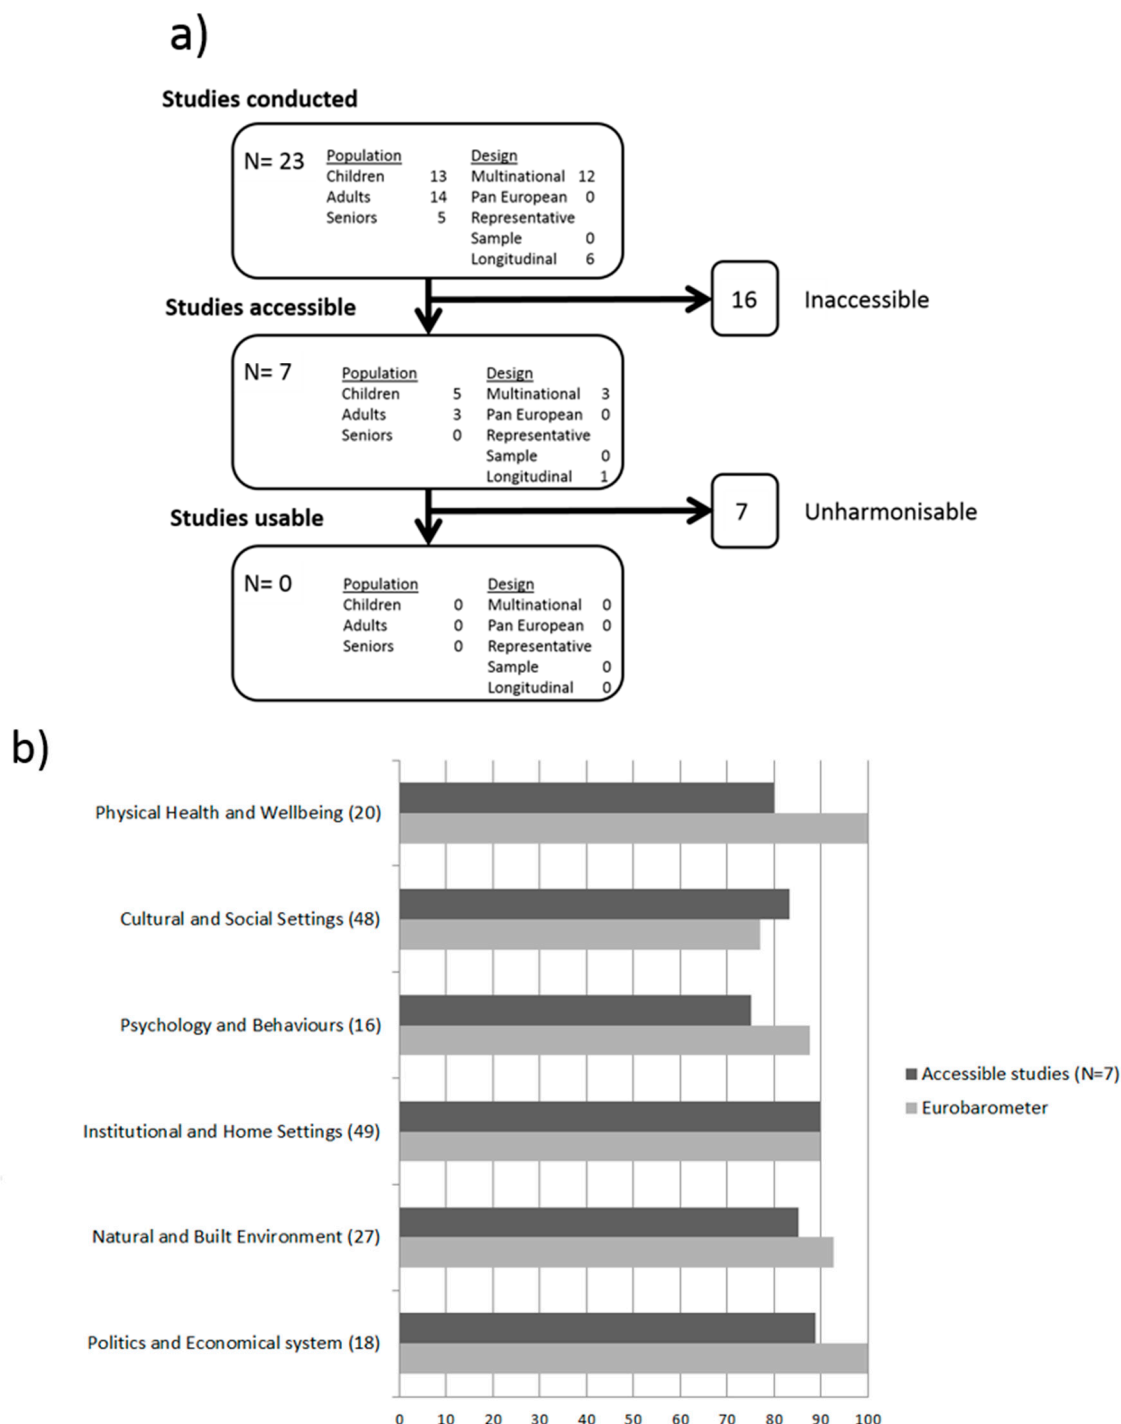 a)
Studies conducted
N= 23
Population
Children 13
Adults 14
Seniors 5
Design
Multinational 12
Pan European 0
Representative
Sample 0
Longitudinal 6
16
Inaccessible
Studies accessible
N= 7
Population
Children 5
Adults 3
Seniors 0
Design
Multinational 3
Pan European 0
Representative
Sample 0
Longitudinal 1
7
Unharmonisable
Studies usable
N= 0
Population
Children 0
Adults 0
Seniors 0
Design
Multinational 0
Pan European 0
Representative
Sample 0
Longitudinal 0
b)
Physical Health and Wellbeing (20)
Cultural and Social Settings (48)
Psychology and Behaviours (16)
Institutional and Home Settings (49)
Natural and Built Environment (27)
Politics and Economical system (18)
0 10 20 30 40 50 60 70 80 90 100
Accessible studies (N=7)
Eurobarometer